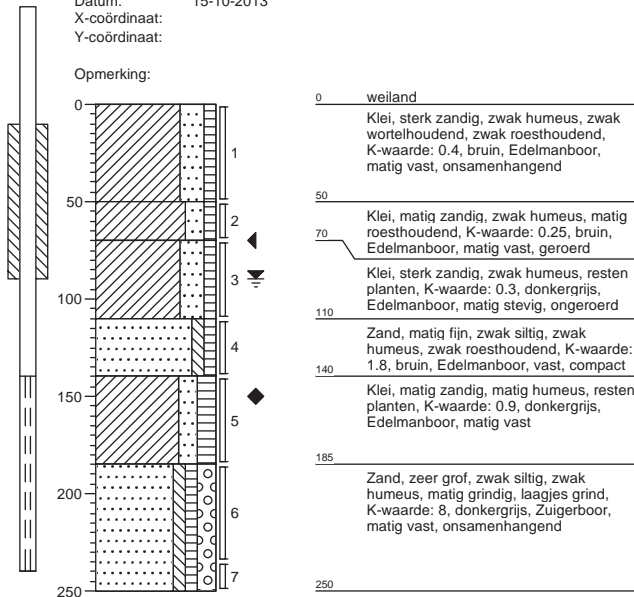 Datum: 15-10-2013
X-coördinaat:
Y-coördinaat:
Opmerking:
0
50
100
150
200
250
1
2
3
4
5
6
7
0 weiland
Klei, sterk zandig, zwak humeus, zwak
wortelhoudend, zwak roesthoudend,
K-waarde: 0.4, bruin, Edelmanboor,
matig vast, onsamenhangend
50
Klei, matig zandig, zwak humeus, matig
roesthoudend, K-waarde: 0.25, bruin,
Edelmanboor, matig vast, geroerd
70
Klei, sterk zandig, zwak humeus, resten
planten, K-waarde: 0.3, donkergrijs,
Edelmanboor, matig stevig, ongeroerd
110
Zand, matig fijn, zwak siltig, zwak
humeus, zwak roesthoudend, K-waarde:
1.8, bruin, Edelmanboor, vast, compact
140
Klei, matig zandig, matig humeus, resten
planten, K-waarde: 0.9, donkergrijs,
Edelmanboor, matig vast
185
Zand, zeer grof, zwak siltig, zwak
humeus, matig grindig, laagjes grind,
K-waarde: 8, donkergrijs, Zuigerboor,
matig vast, onsamenhangend
250